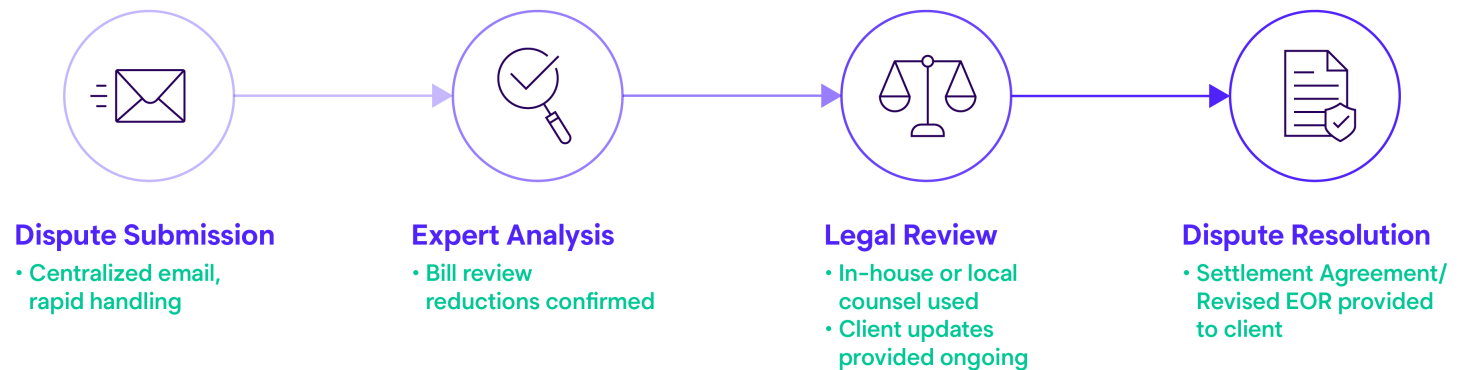 Dispute Submission
• Centralized email,
rapid handling
Expert Analysis
• Bill review
reductions confirmed
Legal Review
• In-house or local
counsel used
• Client updates
provided ongoing
Dispute Resolution
• Settlement Agreement/
Revised EOR provided
to client